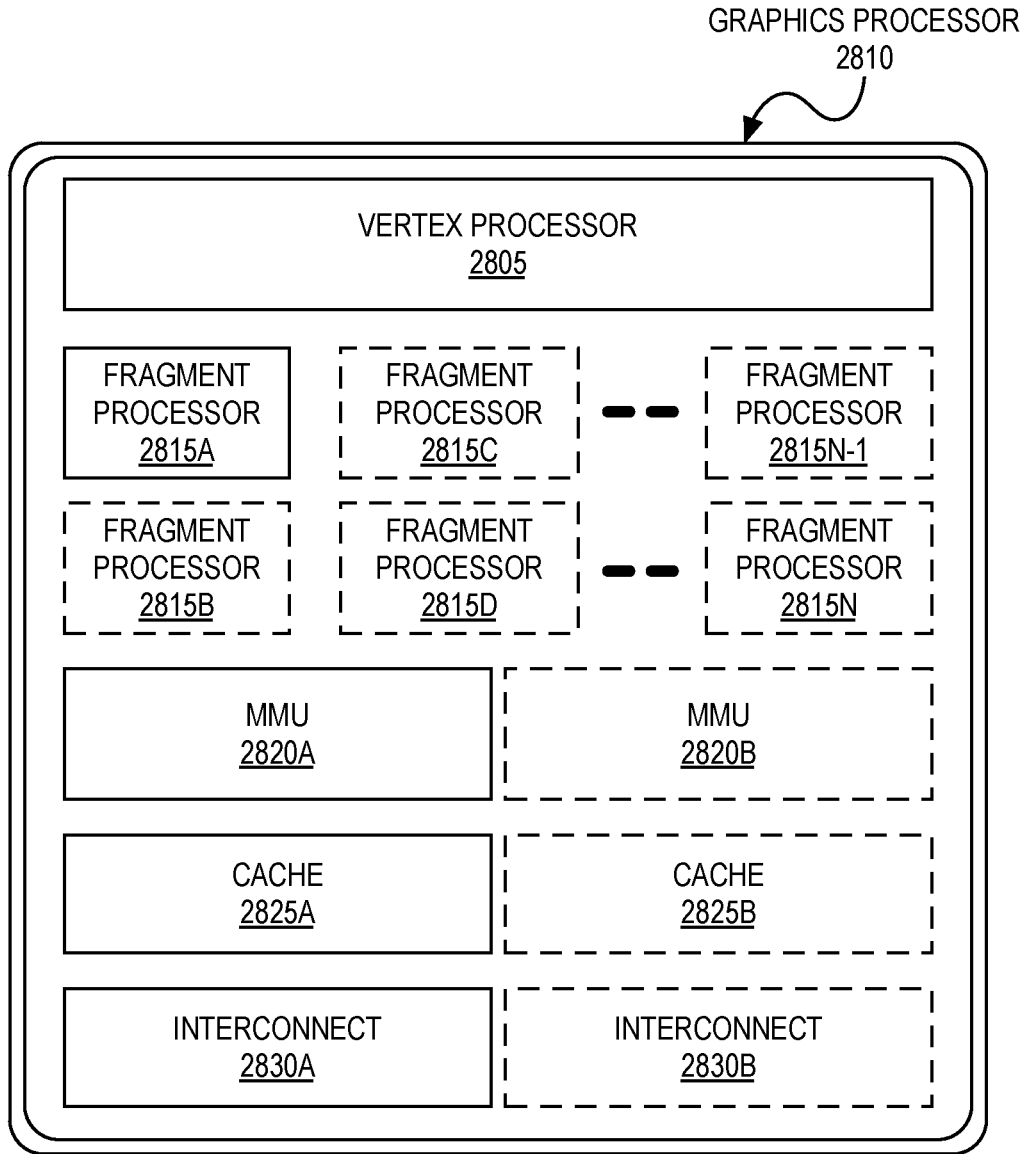 GRAPHICS PROCESSOR
2810
VERTEX PROCESSOR
2805
FRAGMENT
PROCESSOR
2815A
FRAGMENT
PROCESSOR
2815C
FRAGMENT
PROCESSOR
2815N-1
FRAGMENT
PROCESSOR
2815B
FRAGMENT
PROCESSOR
2815D
FRAGMENT
PROCESSOR
2815N
MMU
2820A
MMU
2820B
CACHE
2825A
CACHE
2825B
INTERCONNECT
2830A
INTERCONNECT
2830B